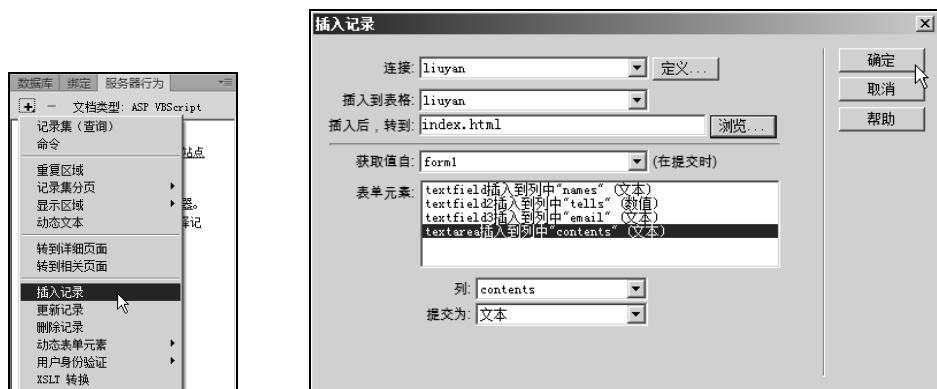 数据库 绑定 服务器行为
文档类型: ASP VBScript
记录集（查询）
命令
站点
重复区域
记录集分页
显示区域
器。
动态文本
择记
转到详细页面
转到相关页面
插入记录
更新记录
删除记录
动态表单元素
用户身份验证
XSLT 转换
插入记录
连接: liuyan 定义...
插入到表格: liuyan
插入后，转到: index.html 浏览...
获取值自: form1 (在提交时)
表单元素: textfield插入到列中"names" (文本)
textfield2插入到列中"tells" (数值)
textfield3插入到列中"email" (文本)
textarea插入到列中"contents" (文本)
列: contents
提交为: 文本
确定
取消
帮助